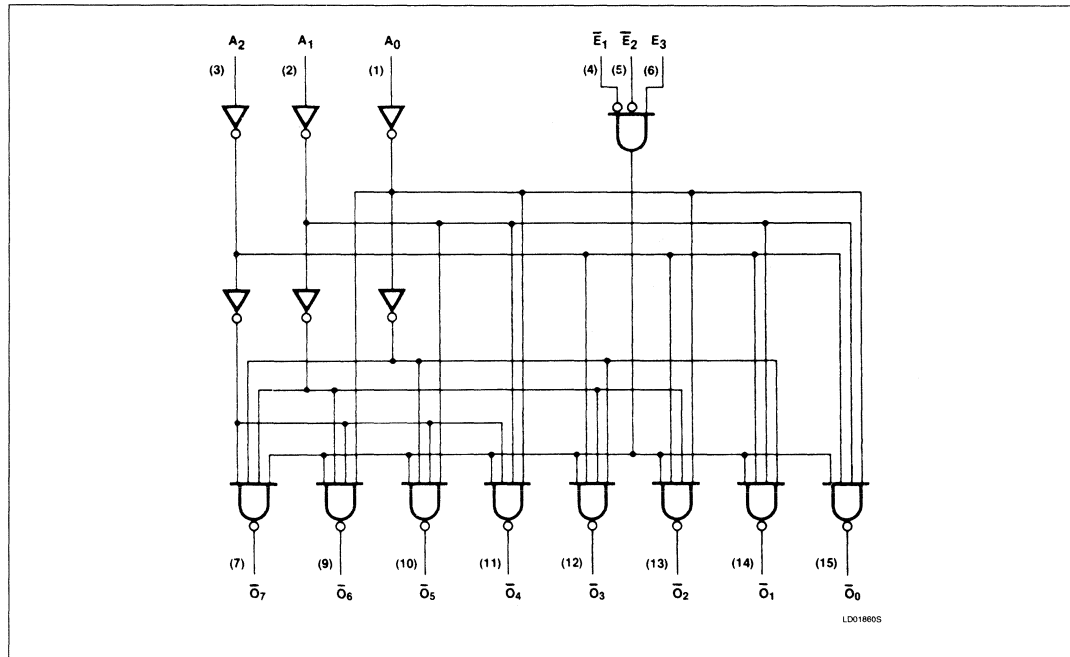 A2 A1 A0 Ē1 Ē2 E3
(3) (2) (1) (4) (5) (6)
(7) (9) (10) (11) (12) (13) (14) (15)
Ō7 Ō6 Ō5 Ō4 Ō3 Ō2 Ō1 Ō0
LD01860S